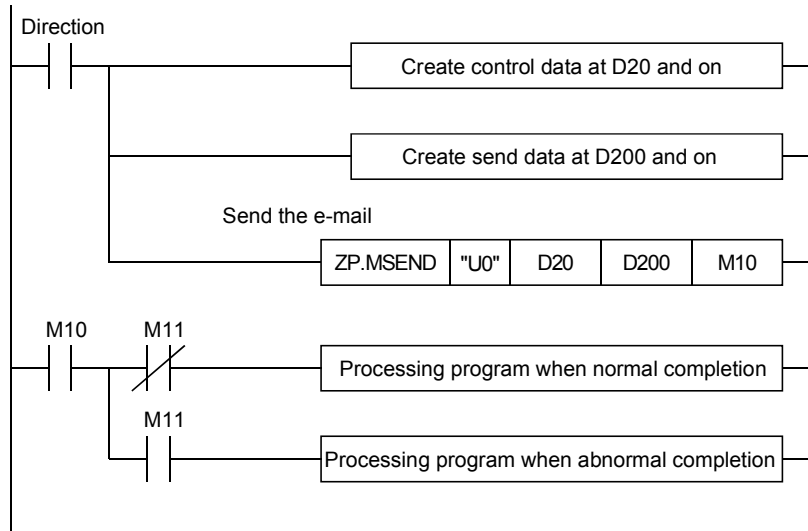 Direction
Create control data at D20 and on
Create send data at D200 and on
Send the e-mail
ZP.MSEND "U0" D20 D200 M10
M10 M11
Processing program when normal completion
M11
Processing program when abnormal completion